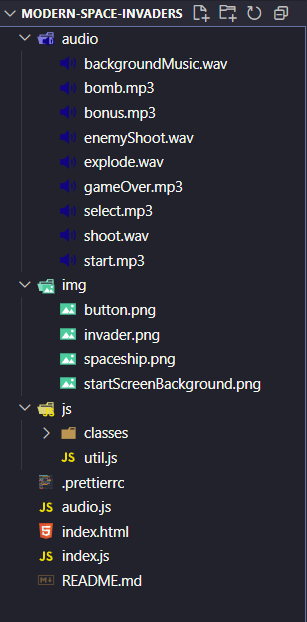 MODERN-SPACE-INVADERS
audio
backgroundMusic.wav
bomb.mp3
bonus.mp3
enemyShoot.wav
explode.wav
gameOver.mp3
select.mp3
shoot.wav
start.mp3
img
button.png
invader.png
spaceship.png
startScreenBackground.png
js
classes
JS util.js
.prettierrc
JS audio.js
index.html
JS index.js
README.md